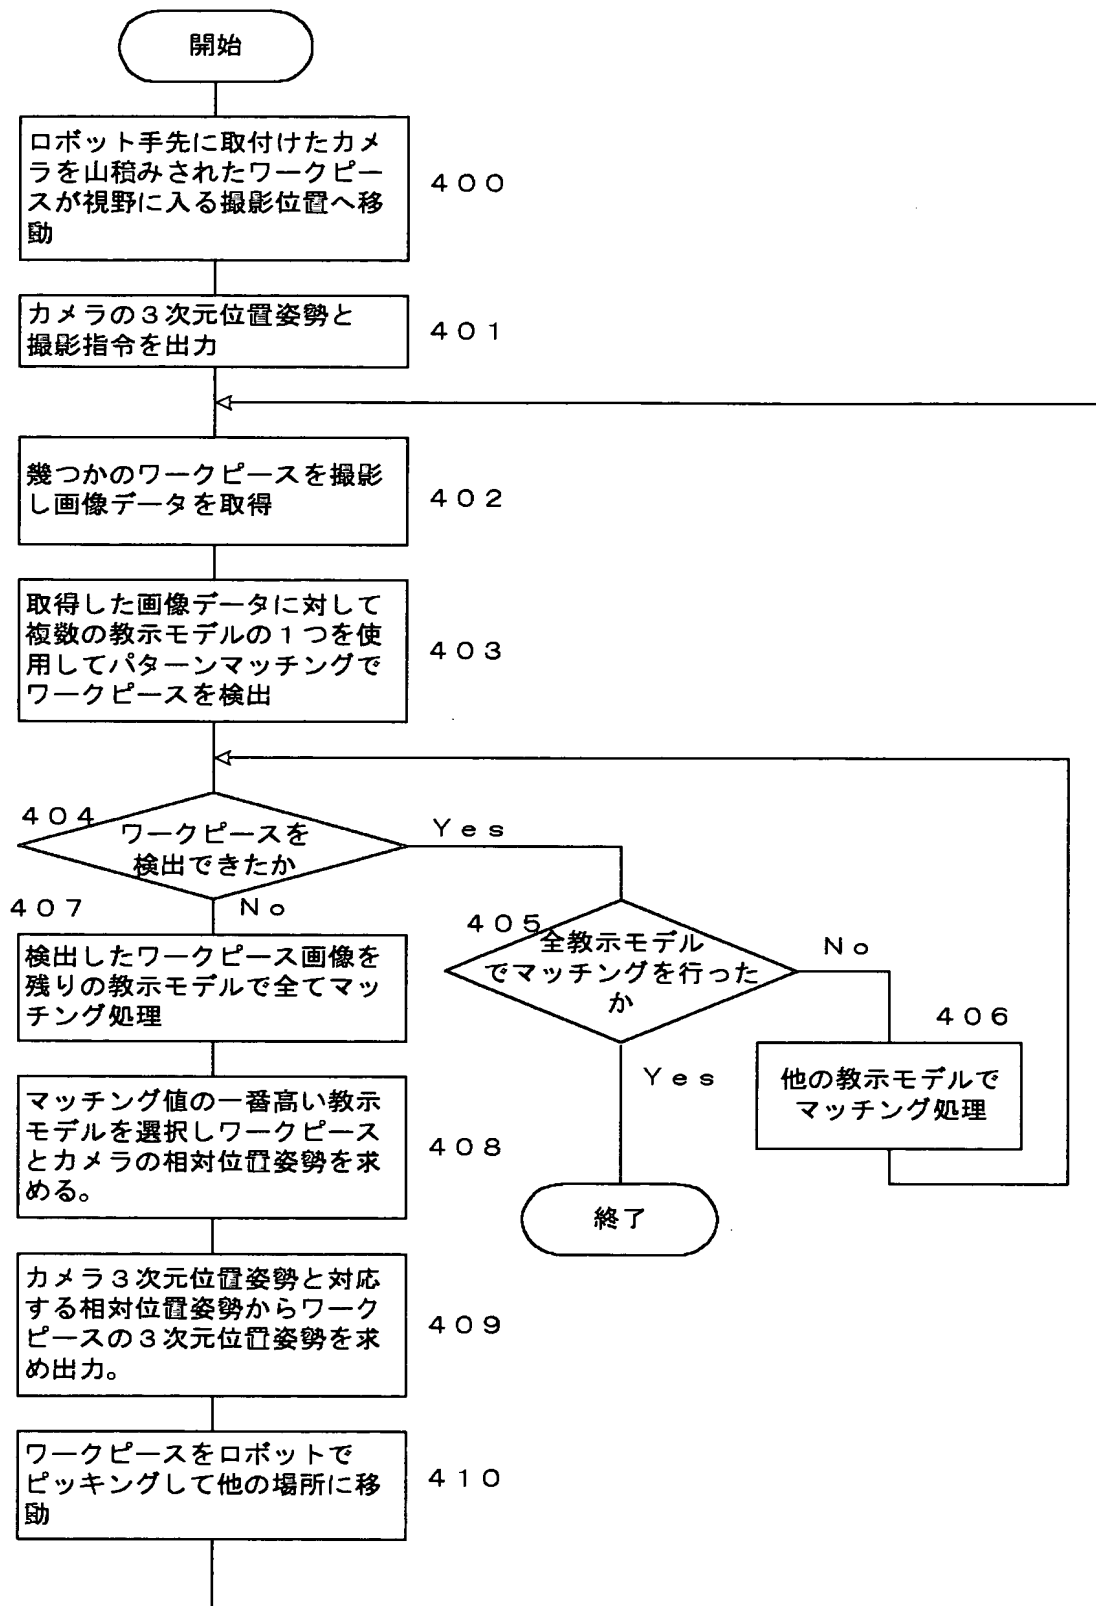 開始
ロボット手先に取付けたカメ
ラを山積みされたワークピー
スが視野に入る撮影位置へ移
動
400
カメラの3次元位置姿勢と
撮影指令を出力
401
幾つかのワークピースを撮影
し画像データを取得
402
取得した画像データに対して
複数の教示モデルの1つを使
用してパターンマッチングで
ワークピースを検出
403
404
ワークピースを
検出できたか
Yes
No
405
全教示モデル
でマッチングを行った
か
No
Yes
406
他の教示モデルで
マッチング処理
終了
407
検出したワークピース画像を
残りの教示モデルで全てマッ
チング処理
マッチング値の一番高い教示
モデルを選択しワークピース
とカメラの相対位置姿勢を求
める。
408
カメラ3次元位置姿勢と対応
する相対位置姿勢からワーク
ピースの3次元位置姿勢を求
め出力。
409
ワークピースをロボットで
ピッキングして他の場所に移
動
410